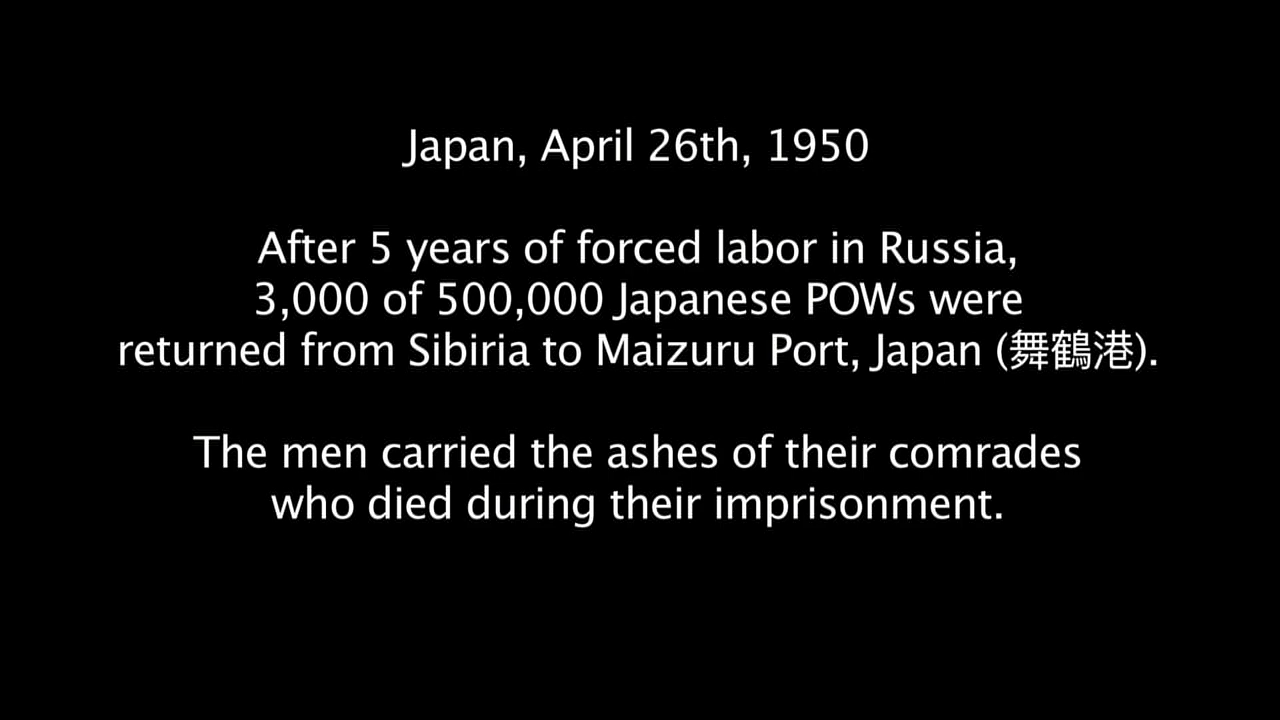 Japan, April 26th, 1950
After 5 years of forced labor in Russia,
3,000 of 500,000 Japanese POWs were
returned from Sibiria to Maizuru Port, Japan (舞鶴港).
The men carried the ashes of their comrades
who died during their imprisonment.